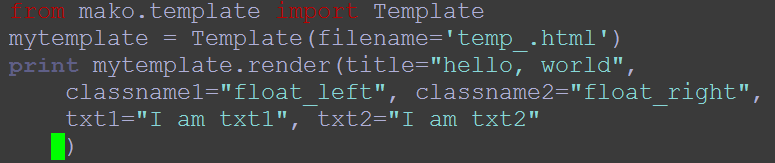 from mako.template import Template
mytemplate = Template(filename='temp_.html')
print mytemplate.render(title="hello, world",
    classname1="float_left", classname2="float_right",
    txt1="I am txt1", txt2="I am txt2"
    )